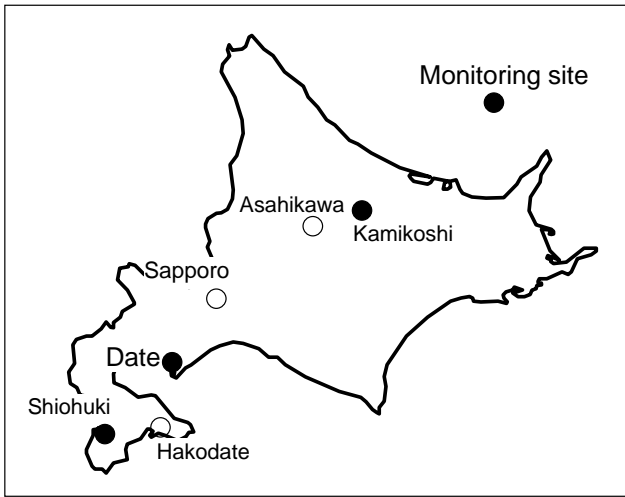 Monitoring site
Asahikawa
Kamikoshi
Sapporo
Date
Shiohuki
Hakodate